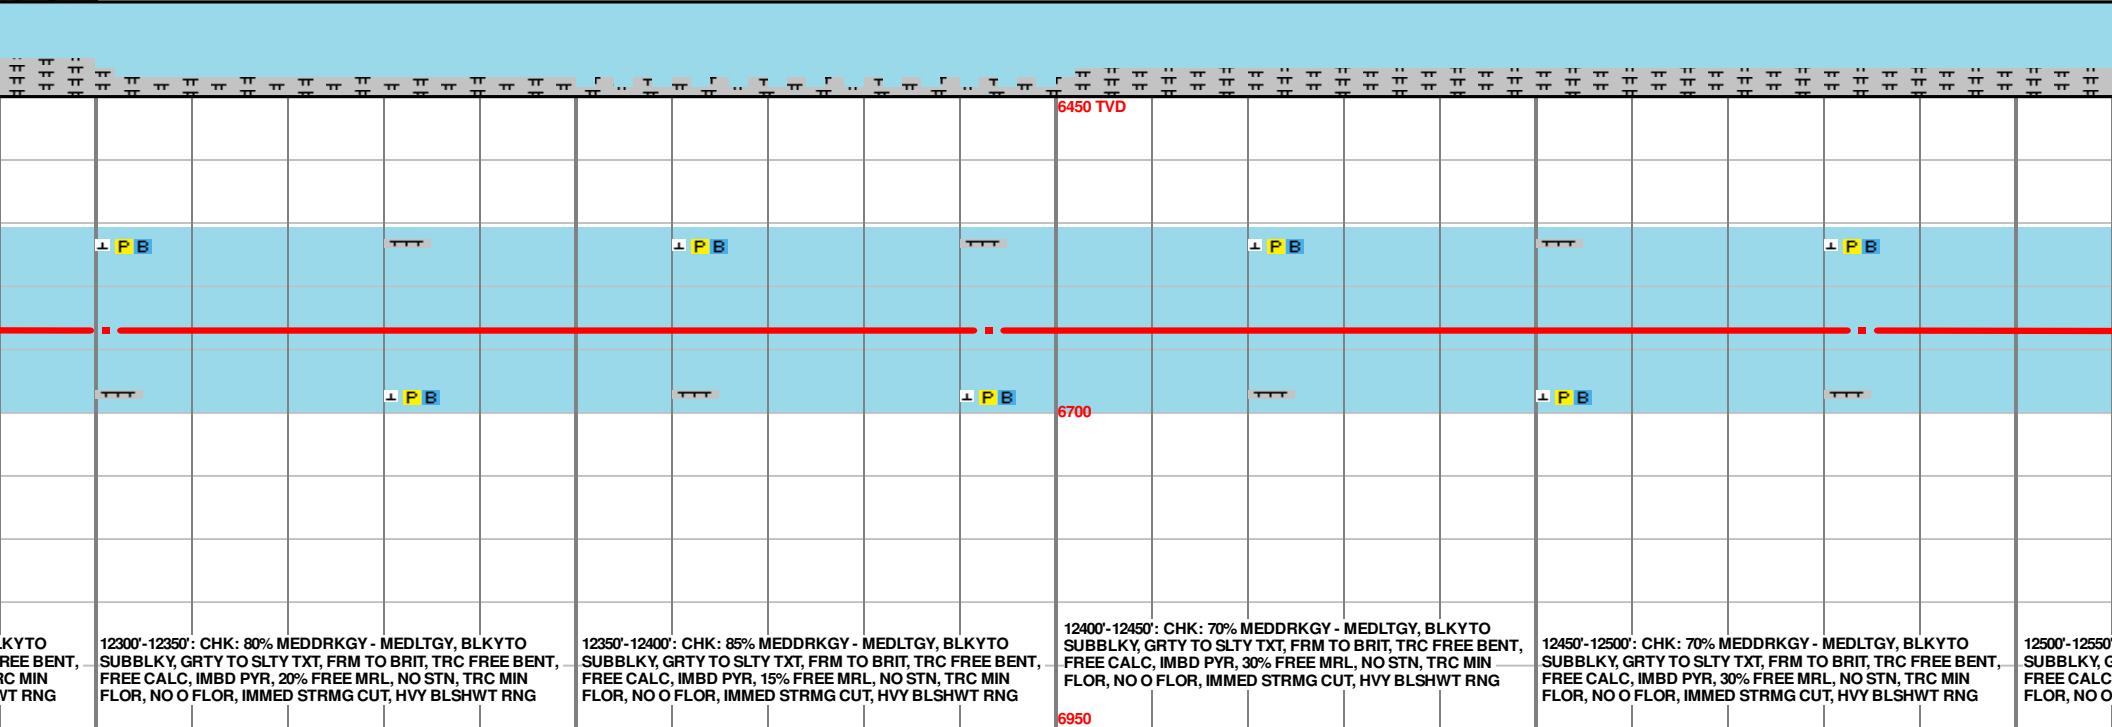 6450 TVD
P B
P B
P B
P B
P B
P B
P B
6700
LKYTO
REE BENT,
RC MIN
WT RNG
12300'-12350': CHK: 80% MEDDRKGY - MEDLTGY, BLKYTO
SUBBLKY, GRTY TO SLTY TXT, FRM TO BRIT, TRC FREE BENT,
FREE CALC, IMBD PYR, 20% FREE MRL, NO STN, TRC MIN
FLOR, NO O FLOR, IMMED STRMG CUT, HVY BLSHWT RNG
12350'-12400': CHK: 85% MEDDRKGY - MEDLTGY, BLKYTO
SUBBLKY, GRTY TO SLTY TXT, FRM TO BRIT, TRC FREE BENT,
FREE CALC, IMBD PYR, 15% FREE MRL, NO STN, TRC MIN
FLOR, NO O FLOR, IMMED STRMG CUT, HVY BLSHWT RNG
12400'-12450': CHK: 70% MEDDRKGY - MEDLTGY, BLKYTO
SUBBLKY, GRTY TO SLTY TXT, FRM TO BRIT, TRC FREE BENT,
FREE CALC, IMBD PYR, 30% FREE MRL, NO STN, TRC MIN
FLOR, NO O FLOR, IMMED STRMG CUT, HVY BLSHWT RNG
12450'-12500': CHK: 70% MEDDRKGY - MEDLTGY, BLKYTO
SUBBLKY, GRTY TO SLTY TXT, FRM TO BRIT, TRC FREE BENT,
FREE CALC, IMBD PYR, 30% FREE MRL, NO STN, TRC MIN
FLOR, NO O FLOR, IMMED STRMG CUT, HVY BLSHWT RNG
12500'-12550'
SUBBLKY, G
FREE CALC
FLOR, NO O
6950